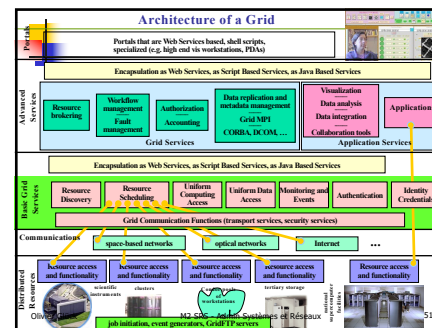 Architecture of a Grid
Portals
Portals that are Web Services based, shell scripts,
specialized (e.g. high end vis workstations, PDAs)
Encapsulation as Web Services, as Script Based Services, as Java Based Services
Advanced
Services
Resource
brokering
Workflow
management
Fault
management
Authorization
Accounting
Data replication and
metadata management
Grid MPI
CORBA, DCOM, …
Grid Services
Visualization
Data analysis
Data integration
Collaboration tools
Application
Application Services
Encapsulation as Web Services, as Script Based Services, as Java Based Services
Basic Grid
Services
Resource
Discovery
Resource
Scheduling
Uniform
Computing
Access
Uniform Data
Access
Monitoring and
Events
Authentication
Identity
Credentials
Grid Communication Functions (transport services, security services)
Communications
space-based networks
optical networks
Internet
...
Distributed
Resources
Resource access
and functionality
Resource access
and functionality
Resource access
and functionality
Resource access
and functionality
Resource access
and functionality
scientific
instruments
clusters
workstations
tertiary storage
national
supercomputer
facilities
M2 SRS - Admin Systèmes et Réseaux
51
job initiation, event generators, GridFTP servers